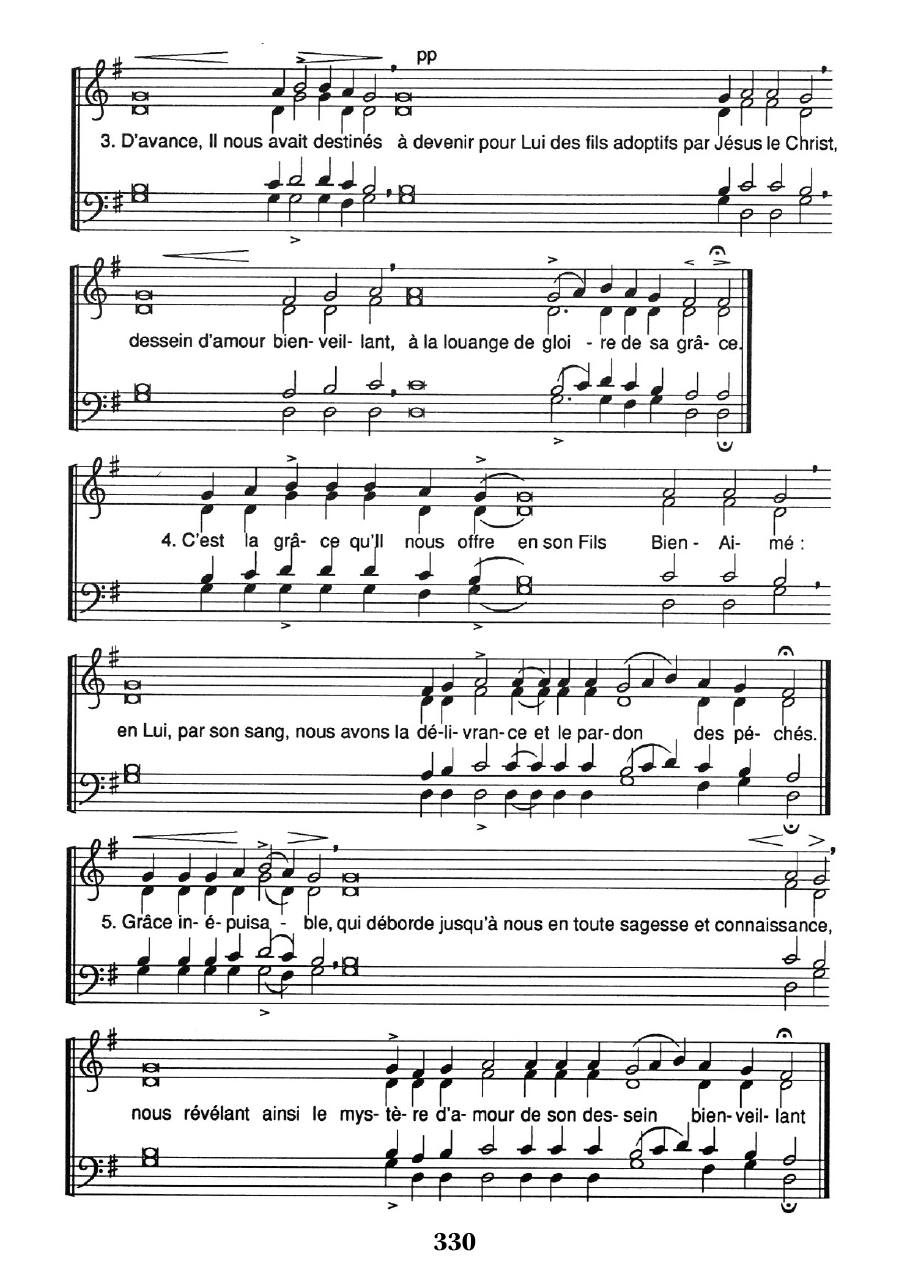 pp
3. D'avance, Il nous avait destinés à devenir pour Lui des fils adoptifs par Jésus le Christ,
dessein d'amour bien- veil- lant, à la louange de gloi - re de sa grâ- ce.
4. C'est la grâ- ce qu'Il nous offre en son Fils Bien - Ai- mé :
en Lui, par son sang, nous avons la dé-li-vran-ce et le par-don des pé- chés.
5. Grâce in- é- puisa - ble, qui déborde jusqu'à nous en toute sagesse et connaissance,
nous révélant ainsi le mys- tè- re d'a- mour de son des- sein bien- veil- lant
330